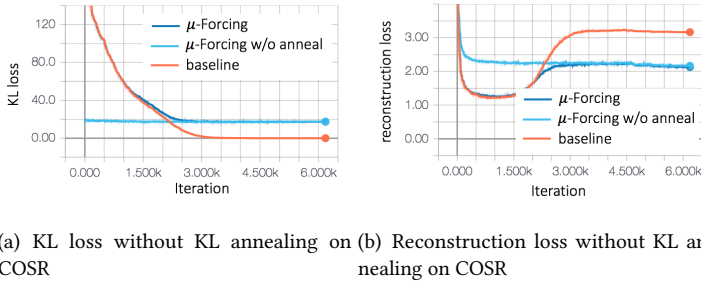 120
80.0
40.0
0.00
KL loss
μ-Forcing
μ-Forcing w/o anneal
baseline
0.000 1.500k 3.000k 4.500k 6.000k
Iteration
3.00
2.00
1.00
0.00
reconstruction loss
μ-Forcing
μ-Forcing w/o anneal
baseline
0.000 1.500k 3.000k 4.500k 6.000k
Iteration
(a) KL loss without KL annealing on
COSR
(b) Reconstruction loss without KL an
nealing on COSR